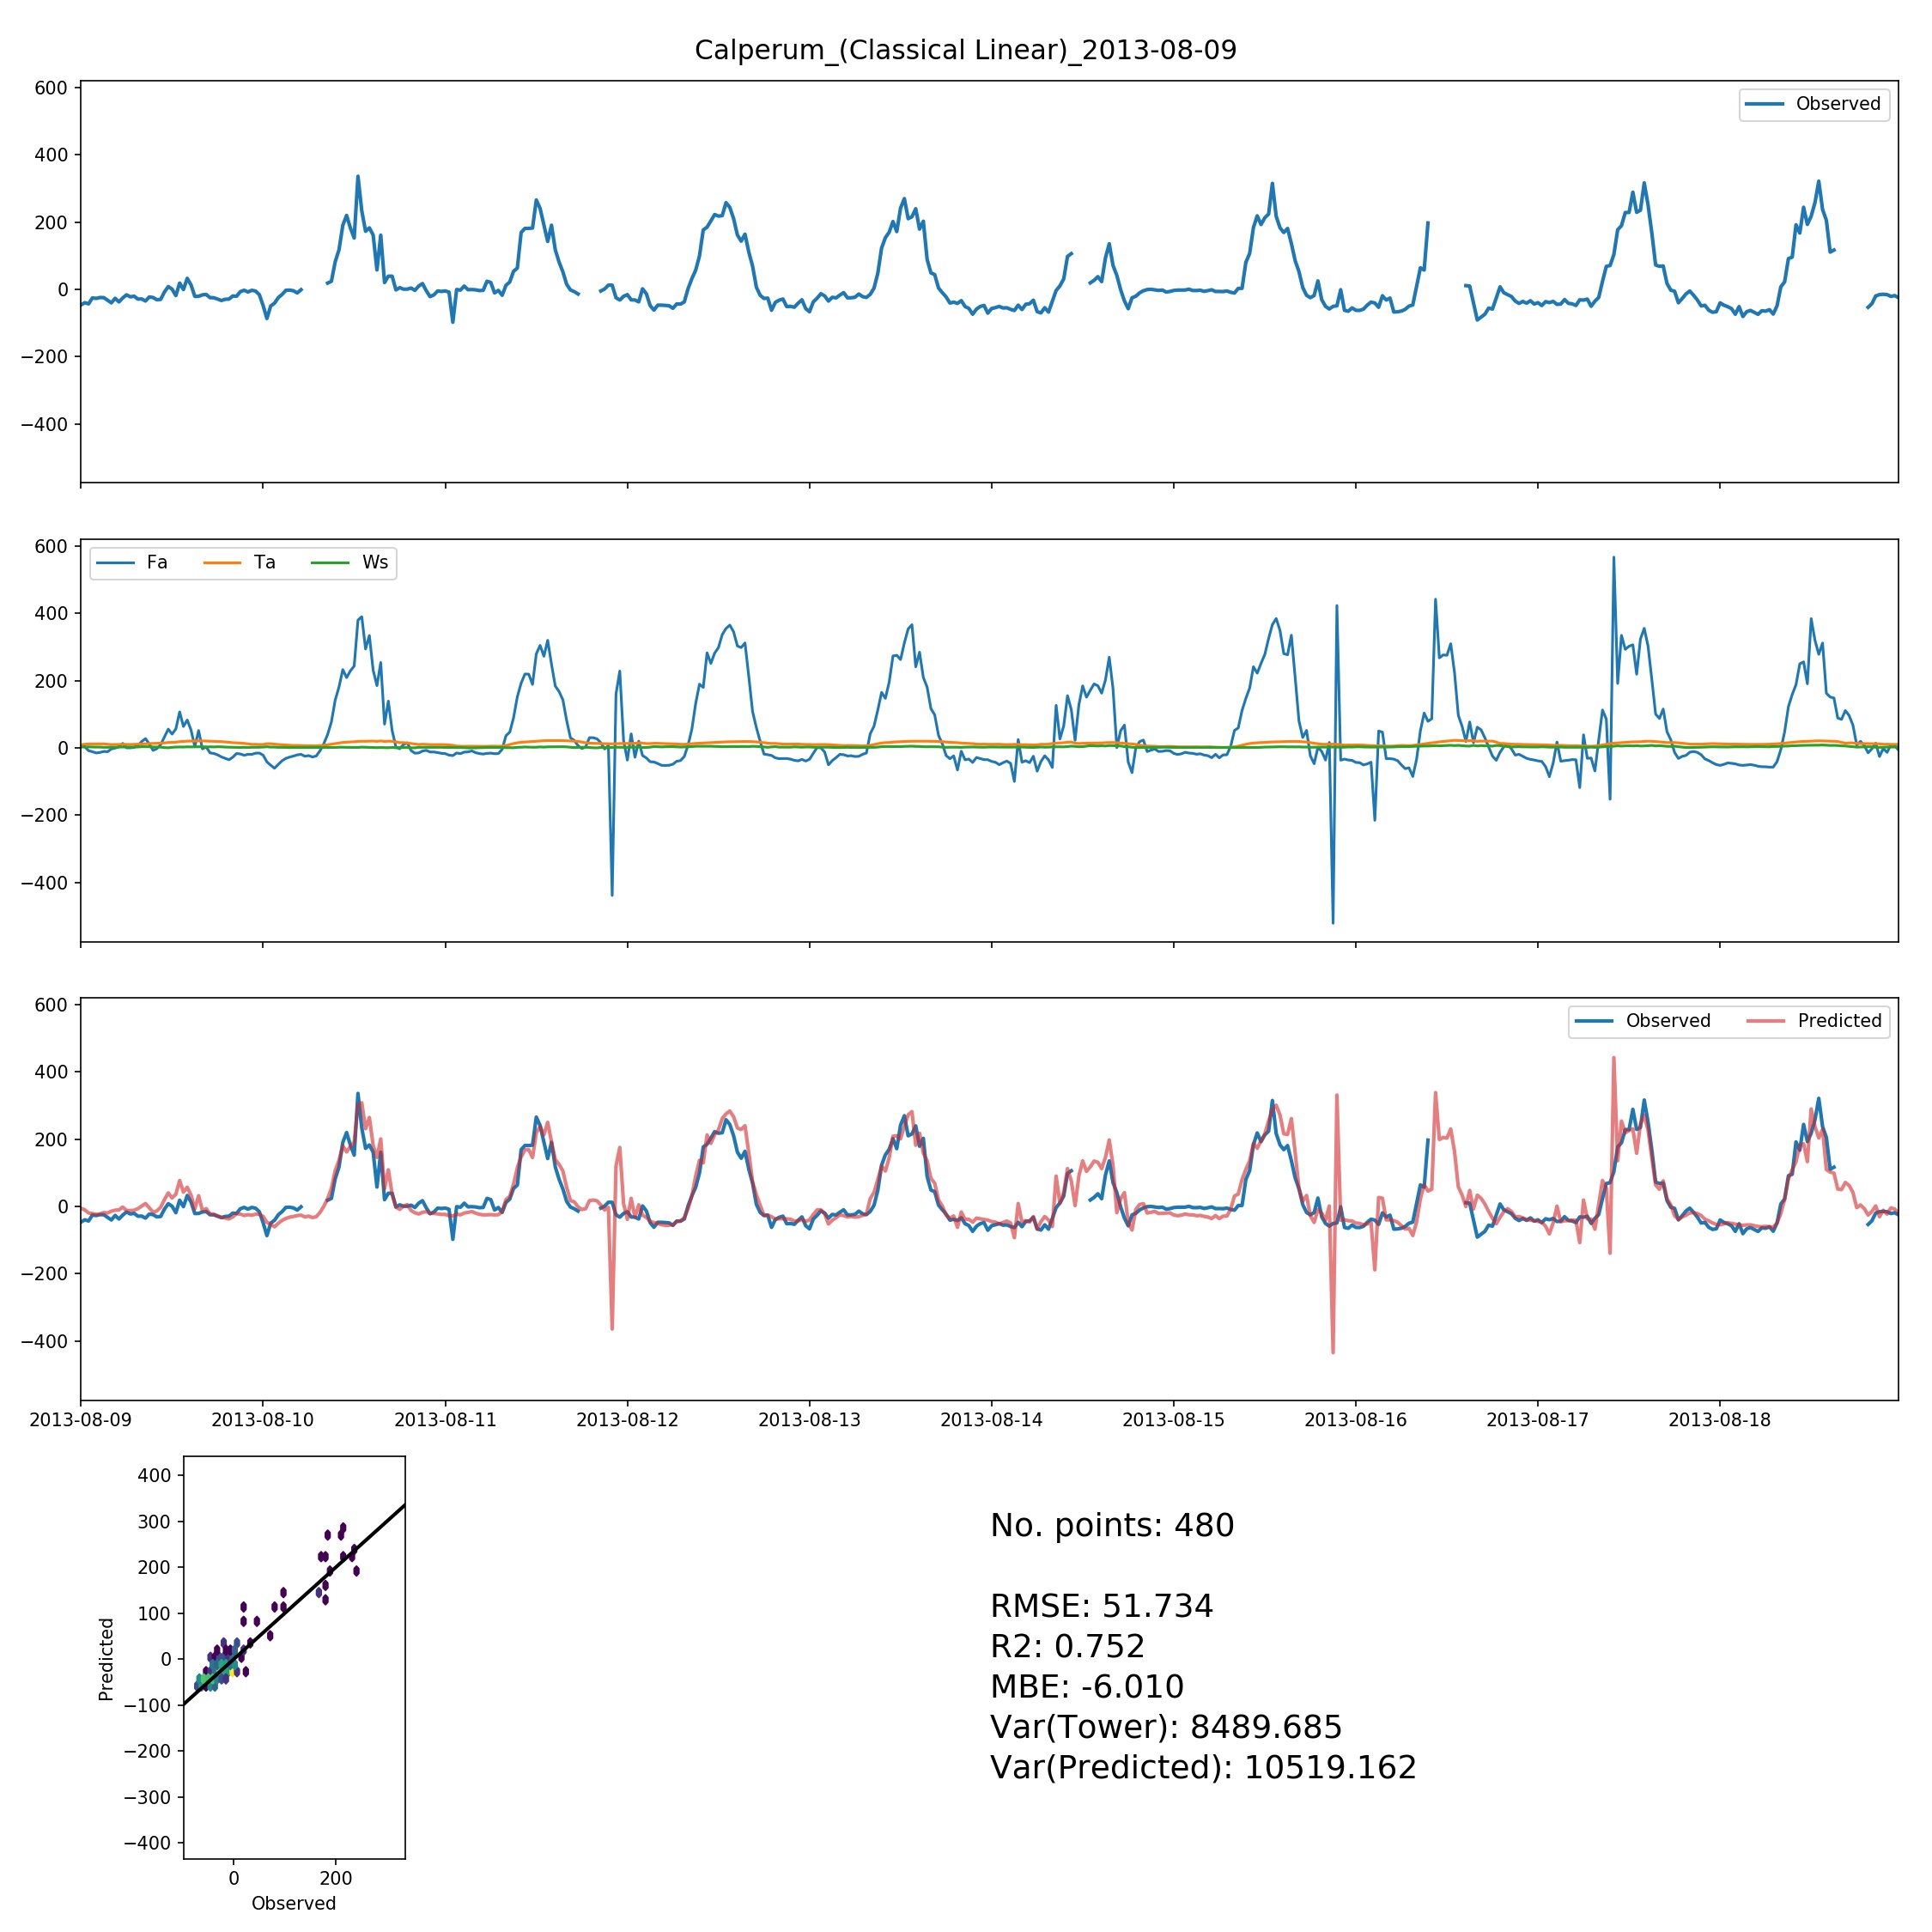 Calperum_(Classical Linear)_2013-08-09
600
400
200
0
−200
−400
Observed
600
400
200
0
−200
−400
Fa Ta Ws
600
400
200
0
−200
−400
Observed Predicted
2013-08-09 2013-08-10 2013-08-11 2013-08-12 2013-08-13 2013-08-14 2013-08-15 2013-08-16 2013-08-17 2013-08-18
400
300
200
100
0
−100
−200
−300
−400
Predicted
0 200
Observed
No. points: 480
RMSE: 51.734
R2: 0.752
MBE: -6.010
Var(Tower): 8489.685
Var(Predicted): 10519.162